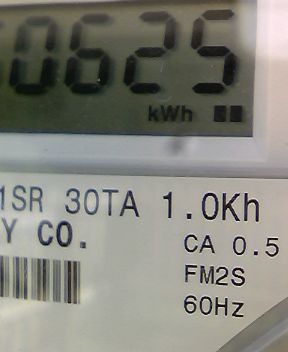 0625
kWh
1SR 30TA 1.0Kh
Y CO.
CA 0.5
FM2S
60Hz